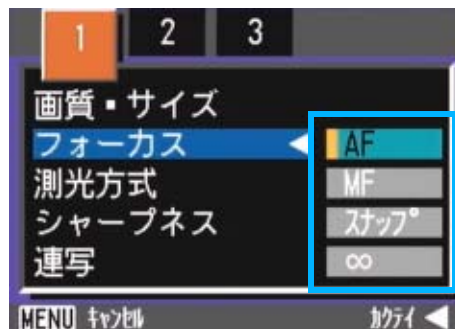 1 2 3
画質・サイズ
フォーカス AF
測光方式 MF
シャープネス ｽﾅｯﾌﾟ
連写 ∞
MENU ｷｬﾝｾﾙ ｶｸﾃｲ